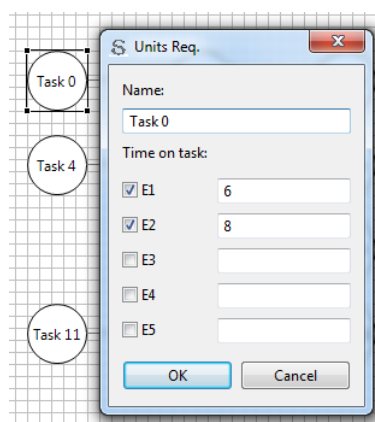 Units Req.
Task 0
Name:
Task 0
Task 4
Time on task:
E1 6
E2 8
E3
E4
Task 11
E5
OK Cancel